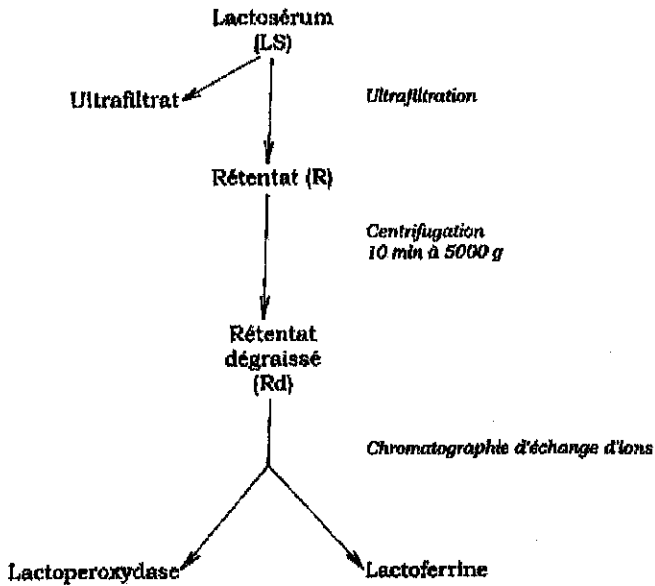 Lactosérum
(LS)
Ultrafiltrat
Ultrafiltration
Rétentat (R)
Centrifugation
10 min à 5000 g
Rétentat
dégraissé
(Rd)
Chromatographie d'échange d'ions
Lactoperoxydase
Lactoferrine